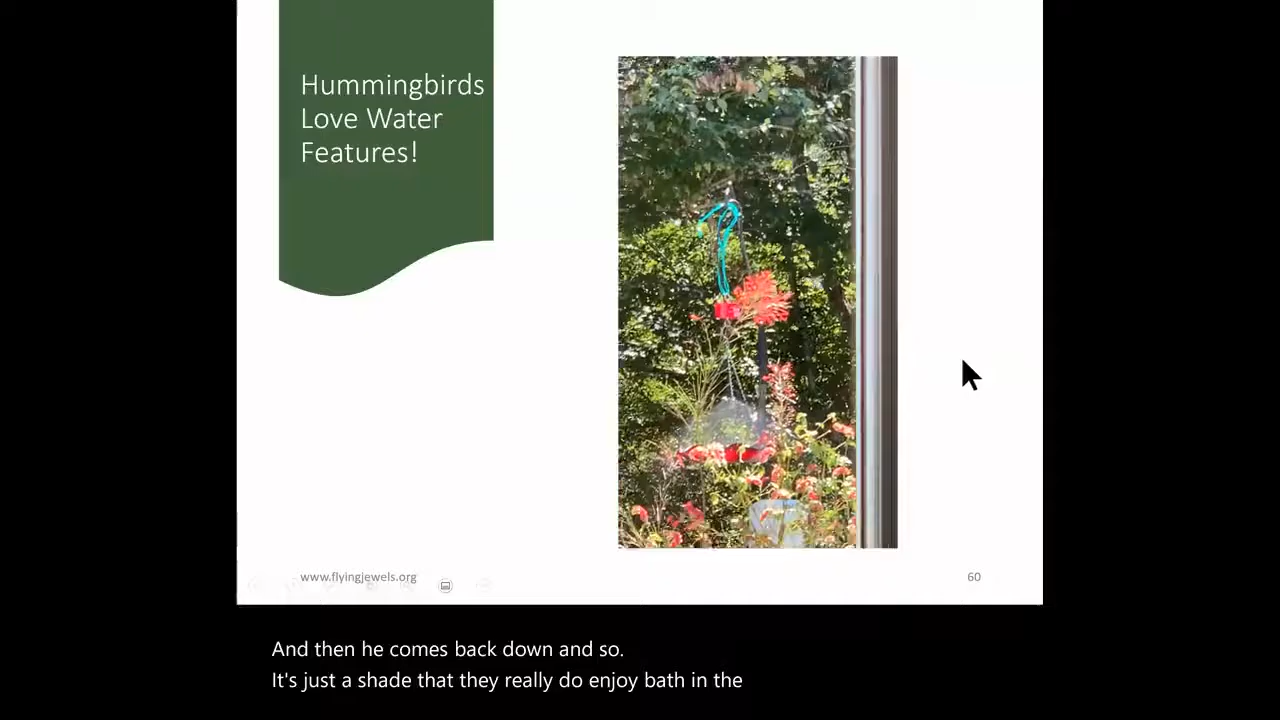 Hummingbirds
Love Water
Features!
www.flyingjewels.org
60
And then he comes back down and so.
It's just a shade that they really do enjoy bath in the